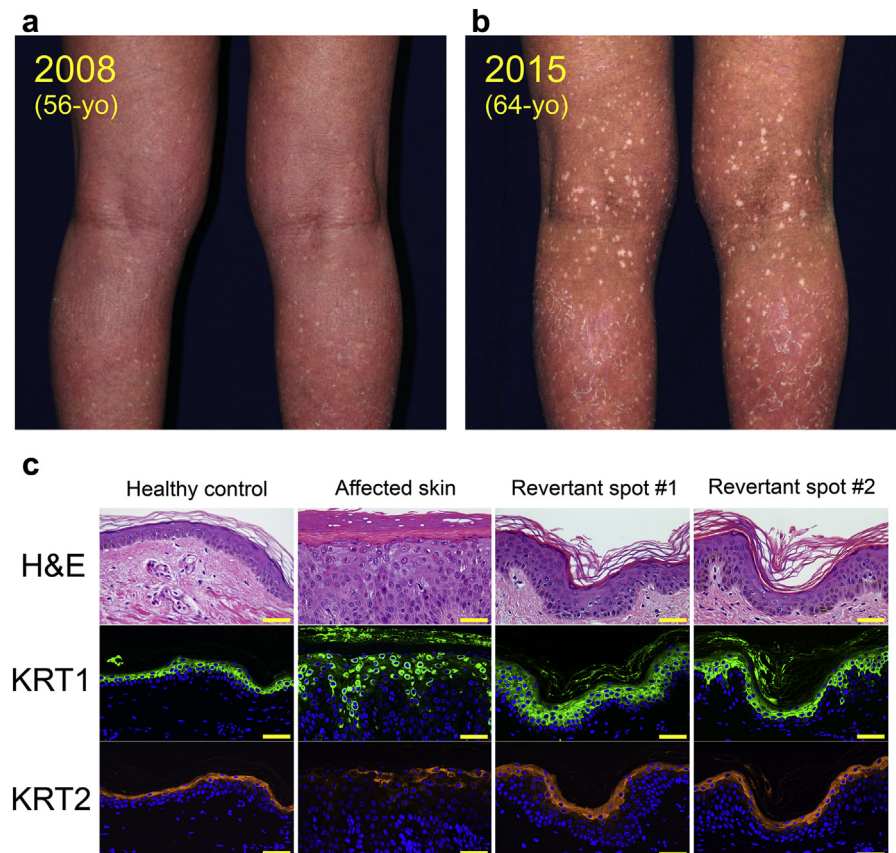 a
b
2008
(56-yo)
2015
(64-yo)
c
Healthy control
Affected skin
Revertant spot #1
Revertant spot #2
H&E
KRT1
KRT2